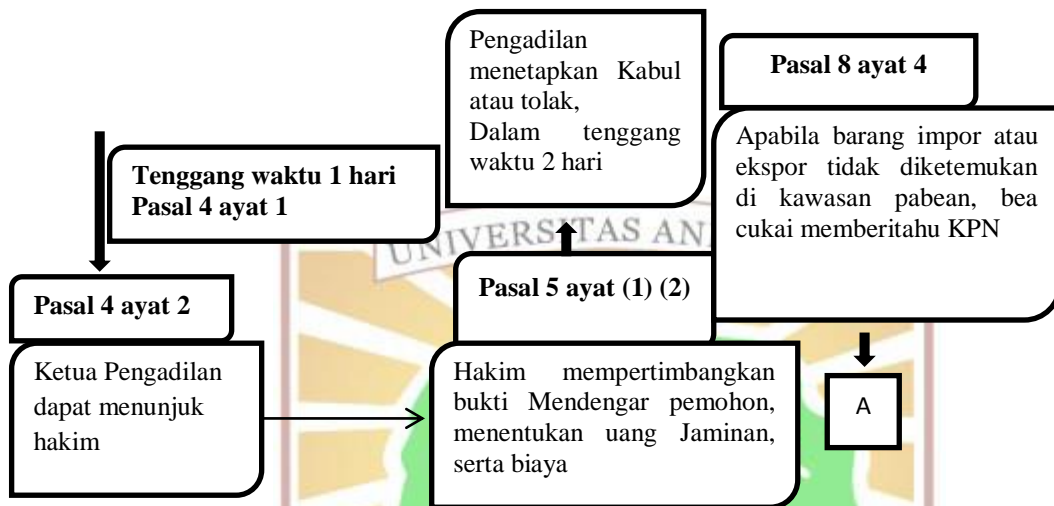 Pengadilan
menetapkan Kabul
atau tolak,
Dalam tenggang
waktu 2 hari
Pasal 8 ayat 4
Apabila barang impor atau
ekspor tidak diketemukan
di kawasan pabean, bea
cukai memberitahu KPN
Tenggang waktu 1 hari
Pasal 4 ayat 1
UNIVERSITAS AN
Pasal 4 ayat 2
Ketua Pengadilan
dapat menunjuk
hakim
Pasal 5 ayat (1) (2)
Hakim mempertimbangkan
bukti Mendengar pemohon,
menentukan uang Jaminan,
serta biaya
A